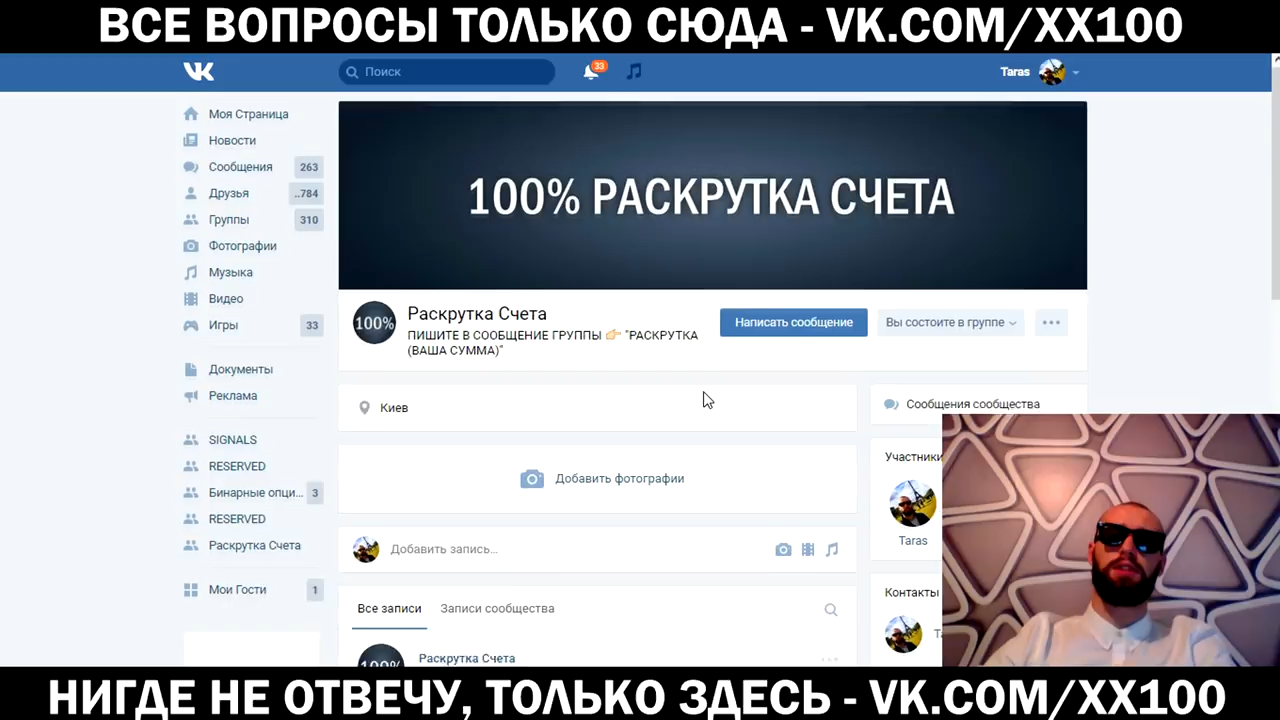 ВСЕ ВОПРОСЫ ТОЛЬКО СЮДА - VK.COM/XX100
Поиск
33
Taras
Моя Страница
Новости
Сообщения 263
Друзья ..784
Группы 310
Фотографии
Музыка
Видео
Игры 33
Документы
Реклама
SIGNALS
RESERVED
Бинарные опци... 3
RESERVED
Раскрутка Счета
Мои Гости 1
100% РАСКРУТКА СЧЕТА
100%
Раскрутка Счета
ПИШИТЕ В СООБЩЕНИЕ ГРУППЫ 👉 "РАСКРУТКА
(ВАША СУММА)"
Написать сообщение
Вы состоите в группе
Киев
Добавить фотографии
Добавить запись...
Все записи Записи сообщества
100%
Раскрутка Счета
Сообщения сообщества
Участники
Taras
Контакты
НИГДЕ НЕ ОТВЕЧУ, ТОЛЬКО ЗДЕСЬ - VK.COM/XX100